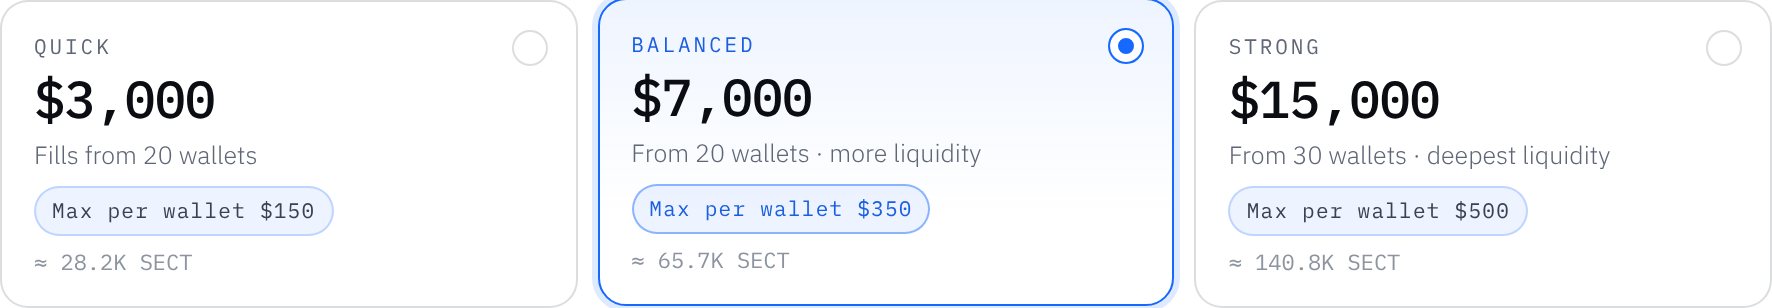 QUICK
$3,000
Fills from 20 wallets
Max per wallet $150
≈ 28.2K SECT
BALANCED
$7,000
From 20 wallets · more liquidity
Max per wallet $350
≈ 65.7K SECT
STRONG
$15,000
From 30 wallets · deepest liquidity
Max per wallet $500
≈ 140.8K SECT